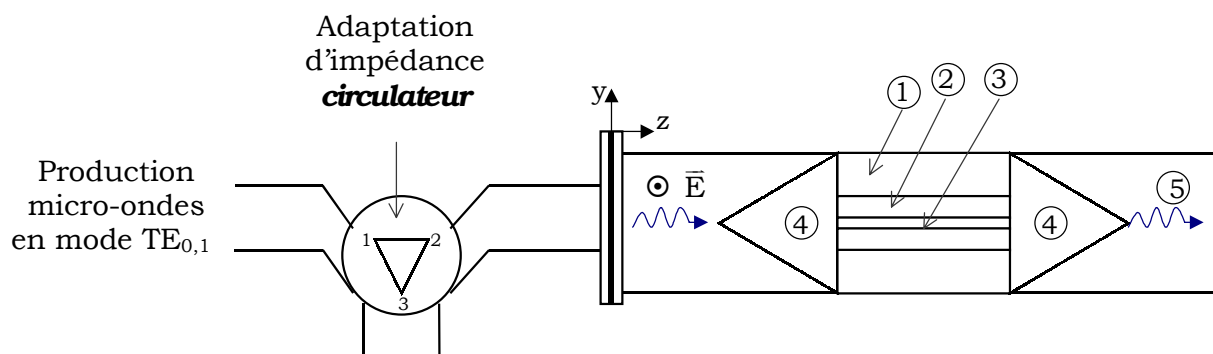 Adaptation
d'impédance
circulateur
Production
micro-ondes
en mode TE0,1
1 2
3
y
z
E
1
2
3
4
4
5